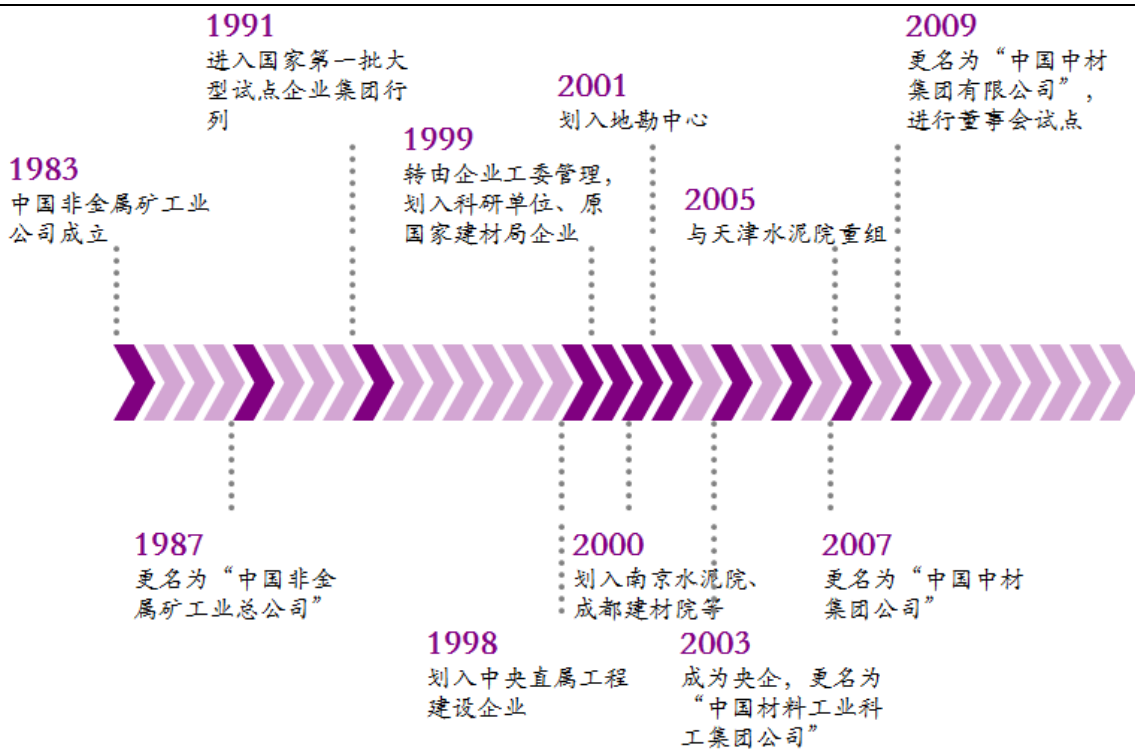 1983
中国非金属矿工业
公司成立
1987
更名为“中国非金
属矿工业总公司”
1991
进入国家第一批大
型试点企业集团行
列
1998
划入中央直属工程
建设企业
1999
转由企业工委管理,
划入科研单位、原
国家建材局企业
2000
划入南京水泥院、
成都建材院等
2001
划入地勘中心
2003
成为央企，更名为
“中国材料工业科
工集团公司”
2005
与天津水泥院重组
2007
更名为“中国中材
集团公司”
2009
更名为“中国中材
集团有限公司”，
进行董事会试点